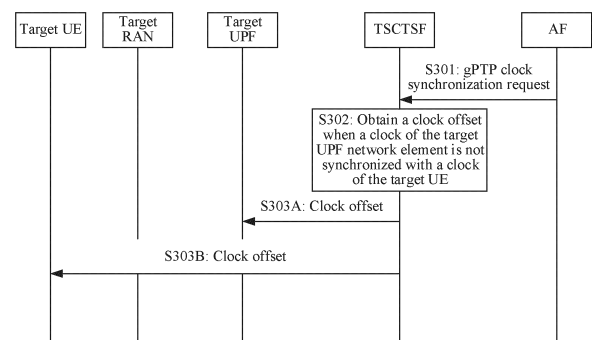 Target UE
Target
RAN
Target
UPF
TSCTSF
AF
S301: gPTP clock
synchronization request
S302: Obtain a clock offset
when a clock of the target
UPF network element is not
synchronized with a clock
of the target UE
S303A: Clock offset
S303B: Clock offset